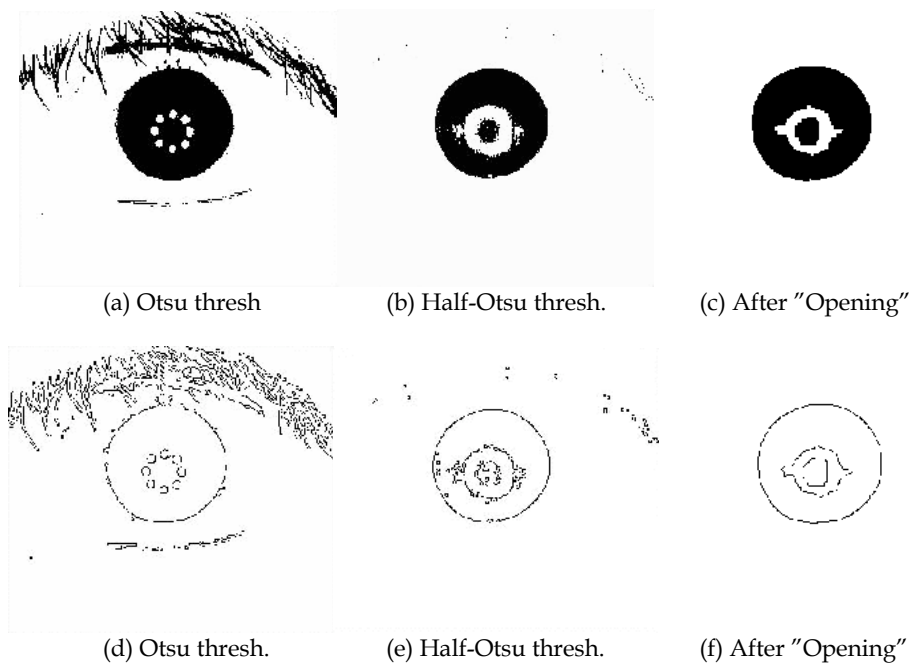 (a) Otsu thresh
(b) Half-Otsu thresh.
(c) After ”Opening”
(d) Otsu thresh.
(e) Half-Otsu thresh.
(f) After ”Opening”